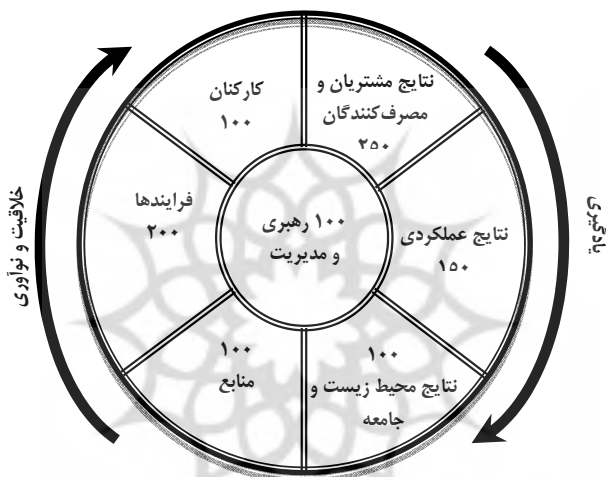 کارکنان
۱۰۰
نتایج مشتریان و
مصرف‌کنندگان
۲۵۰
فرایندها
۲۰۰
۱۰۰ رهبری
و مدیریت
نتایج عملکردی
۱۵۰
۱۰۰
منابع
۱۰۰
نتایج محیط زیست و
جامعه
خلاقیت و نوآوری
یادگیری